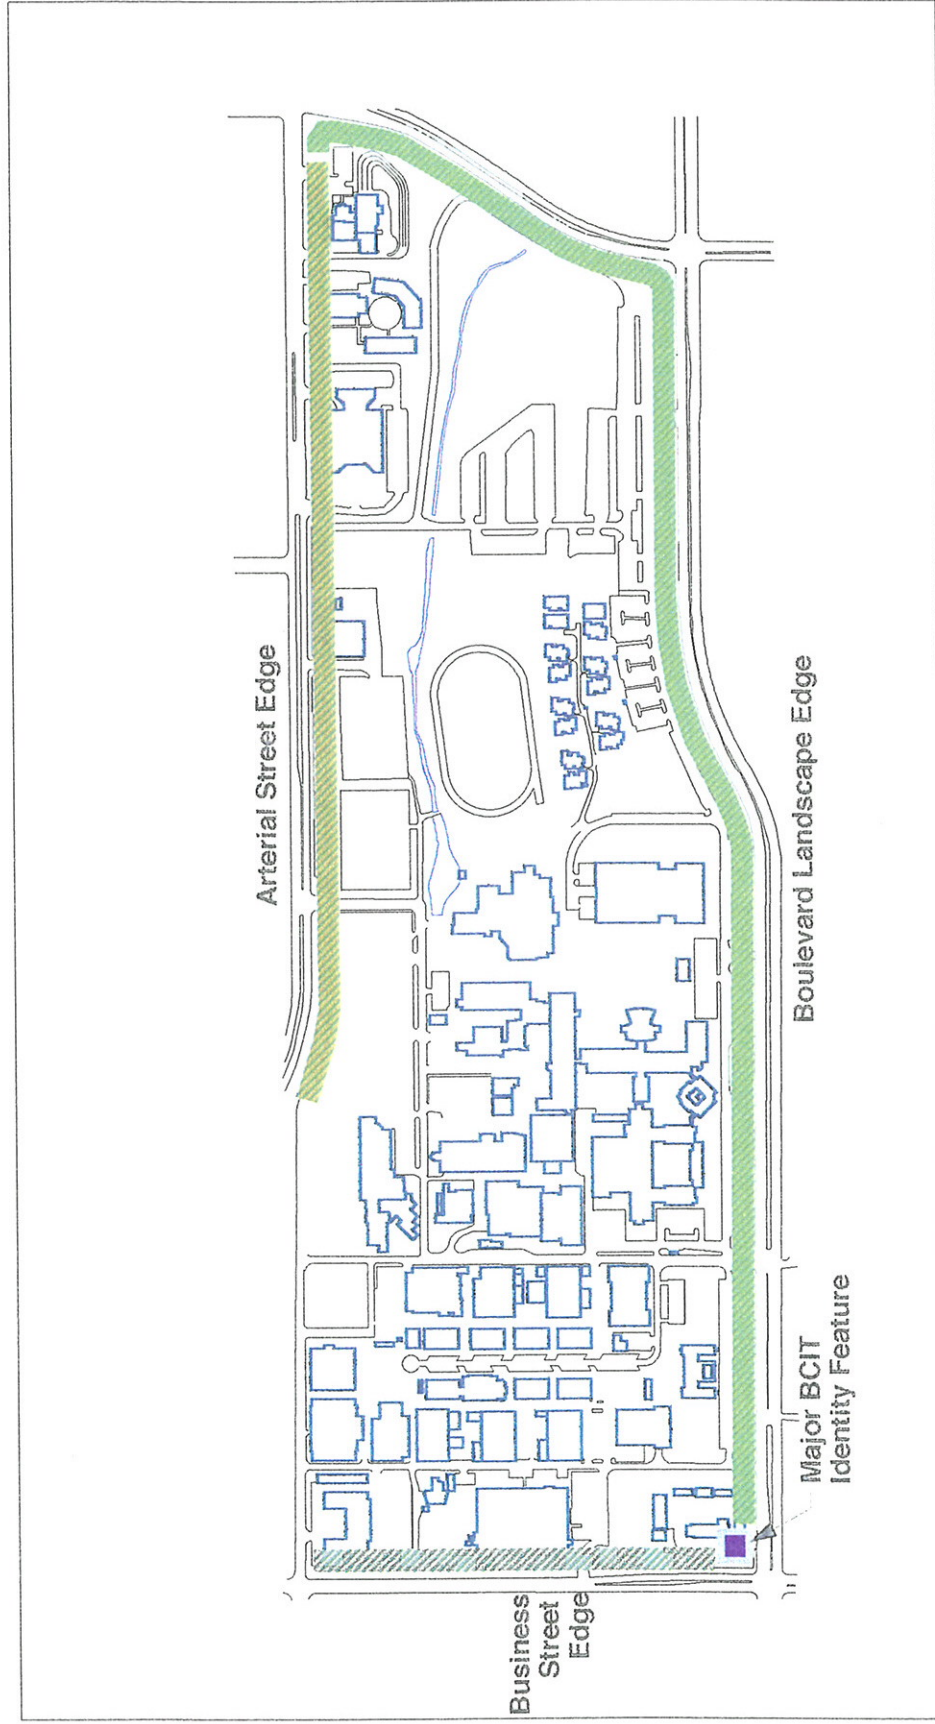 Arterial Street Edge
Boulevard Landscape Edge
Major BCIT
Identity Feature
Business
Street
Edge